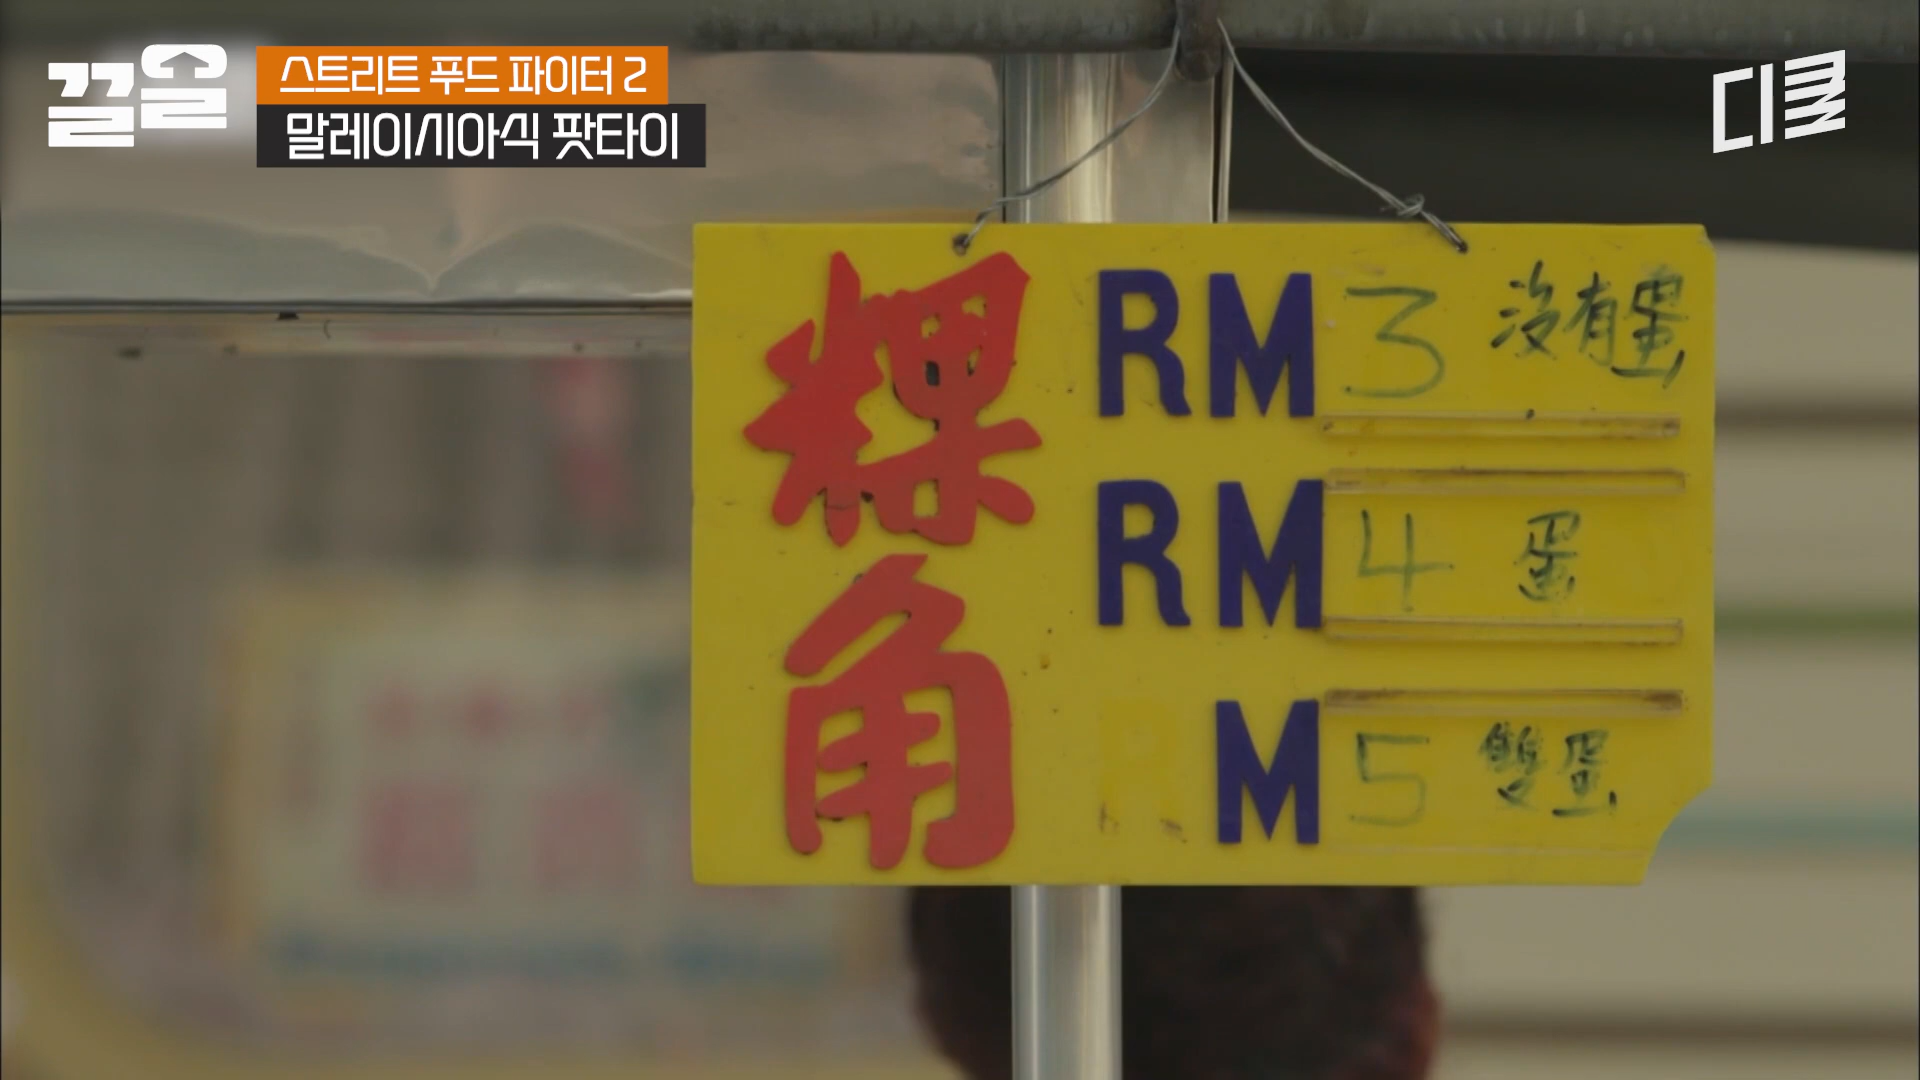 끌올
스트리트 푸드 파이터 2
말레이시아식 팟타이
디글
粿角
RM 3 沒有蛋
RM 4 蛋
M 5 雙蛋